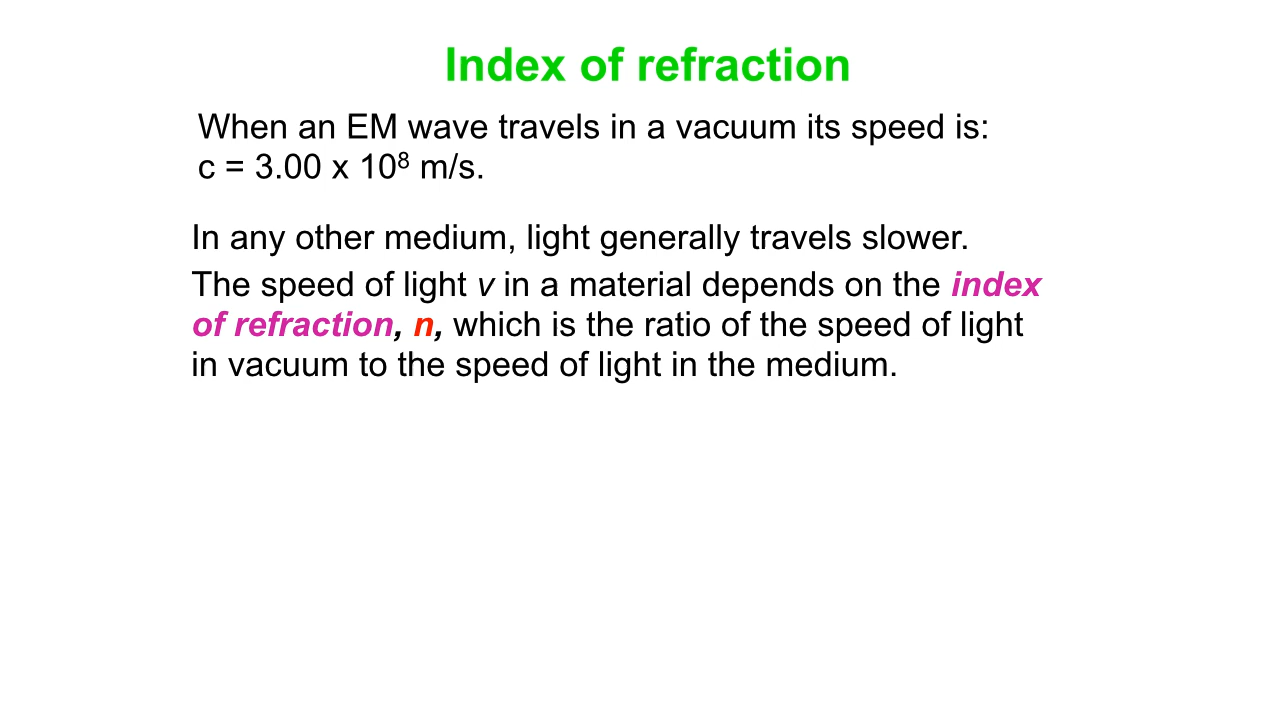 Index of refraction
When an EM wave travels in a vacuum its speed is:
c = 3.00 x 10⁸ m/s.
In any other medium, light generally travels slower.
The speed of light v in a material depends on the index
of refraction, n, which is the ratio of the speed of light
in vacuum to the speed of light in the medium.